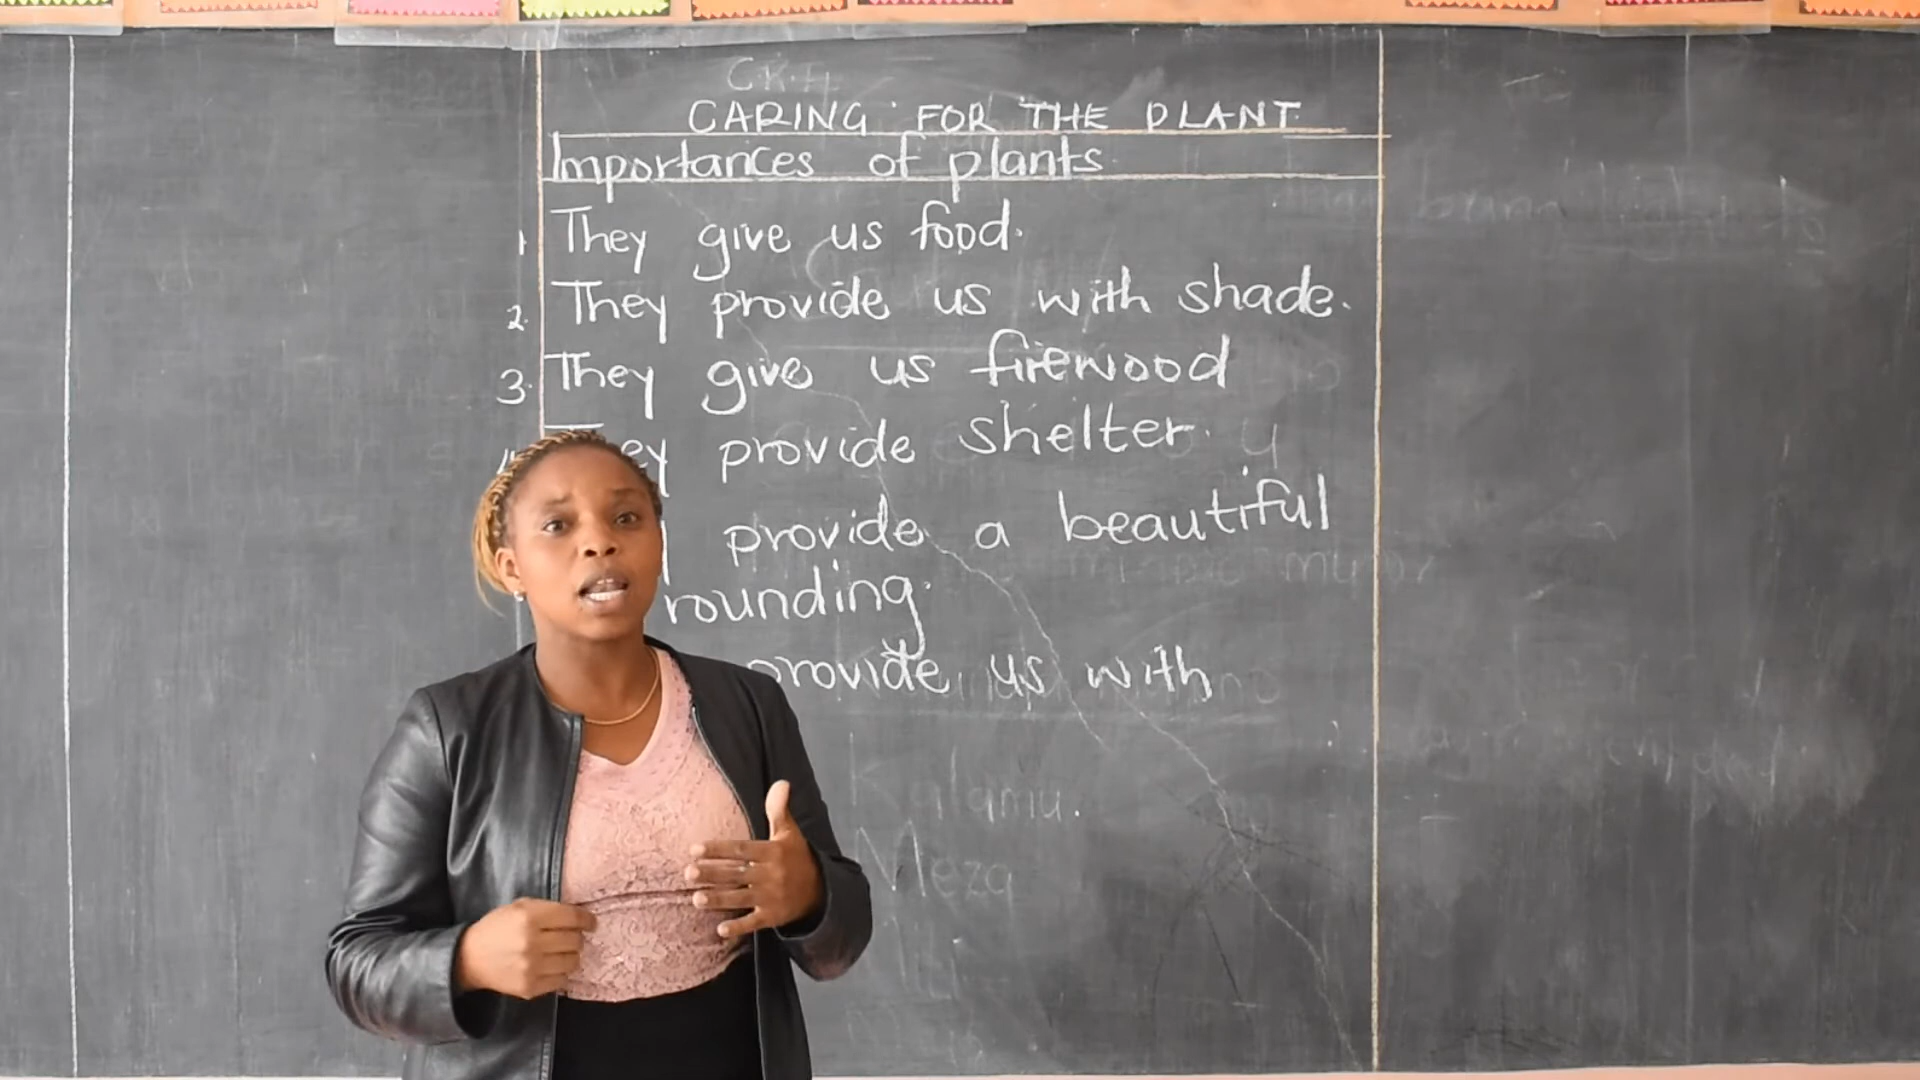 CARING FOR THE PLANT
Importances of plants
1 They give us food.
2. They provide us with shade.
3. They give us firewood
provide shelter.
provide a beautiful
rounding.
provide us with
Kalamu.
Meza